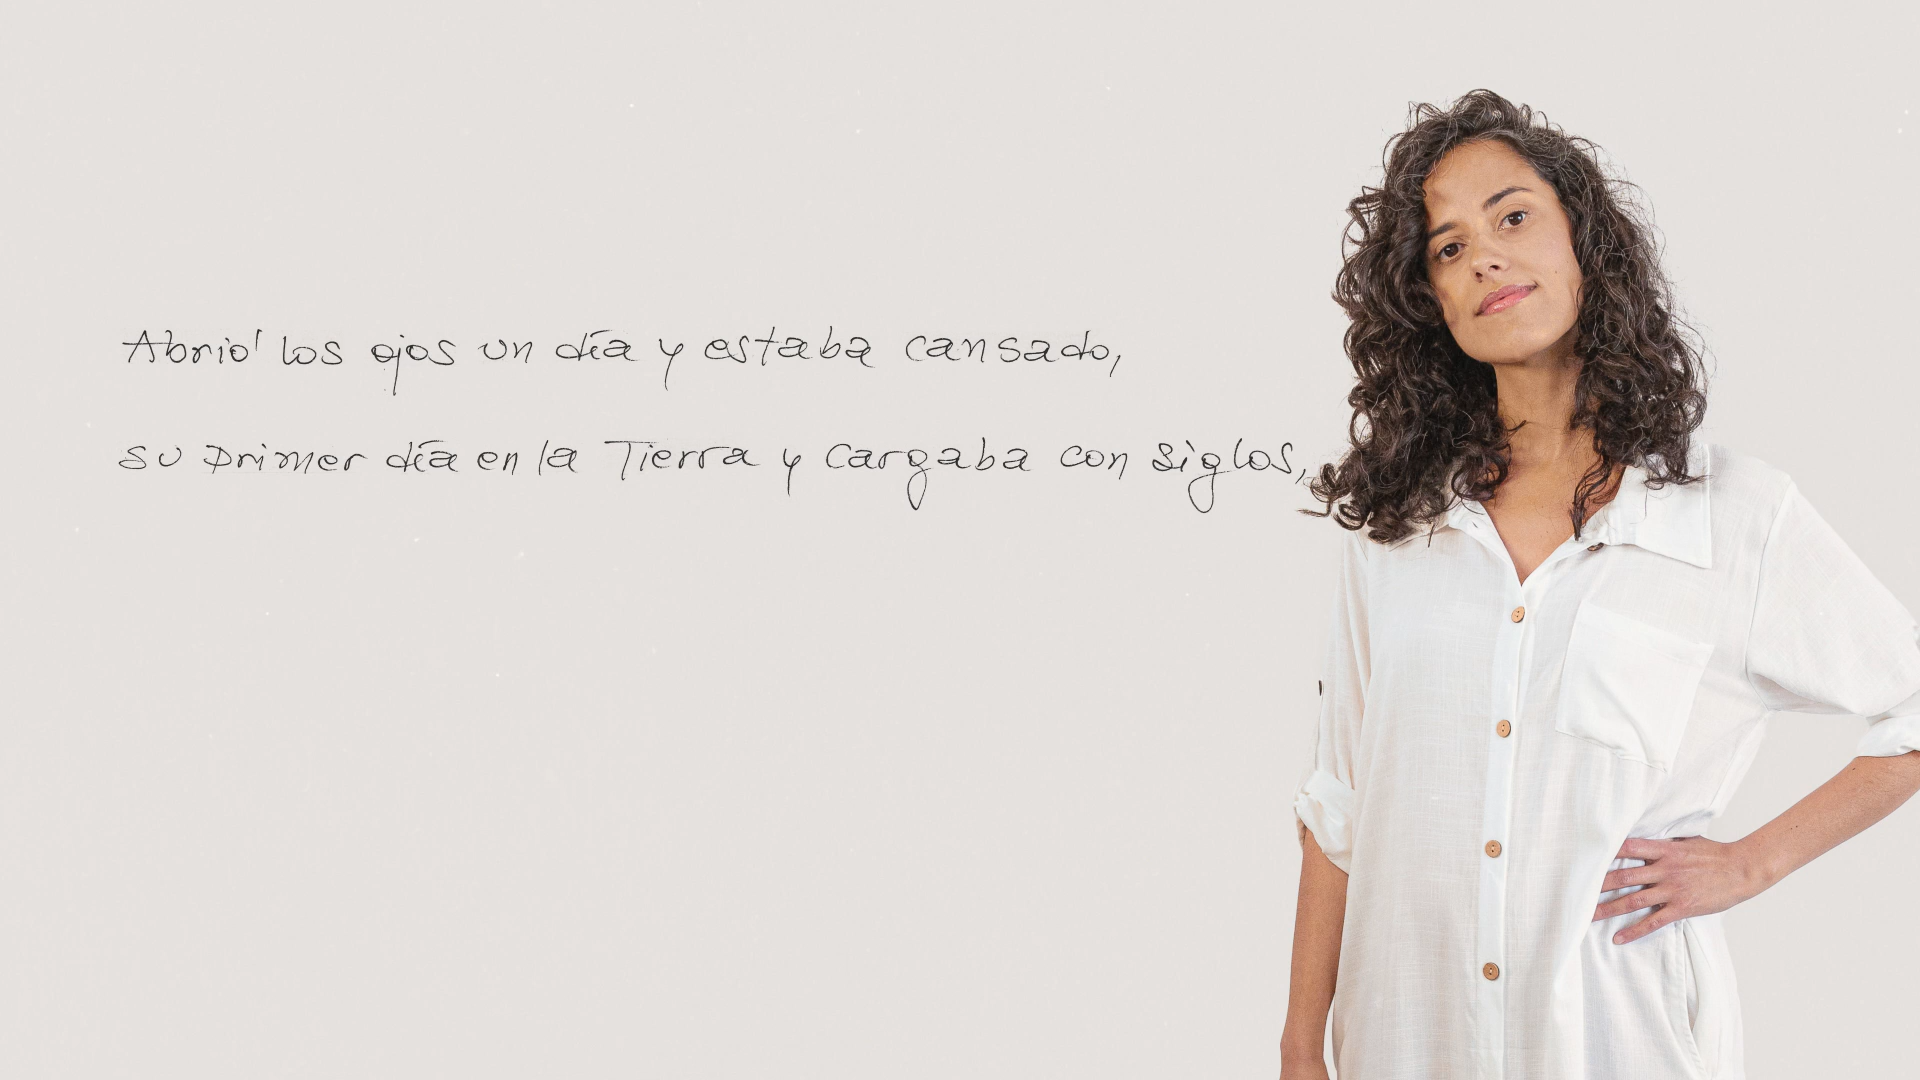 Abrió los ojos un día y estaba cansado,
su primer día en la Tierra y cargaba con siglos,